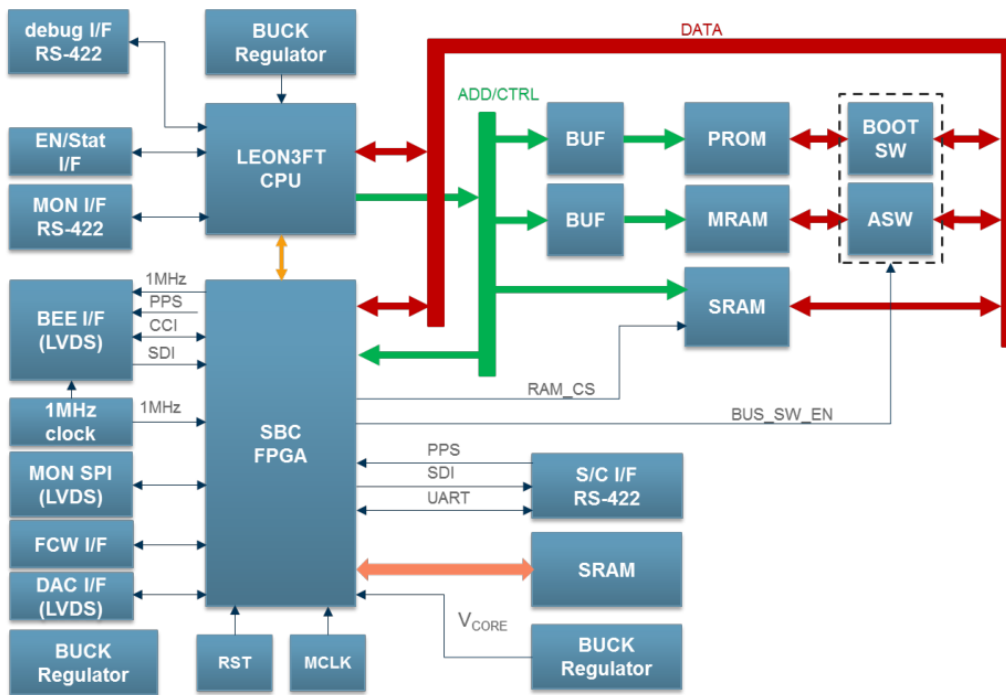 debug I/F
RS-422
BUCK
Regulator
DATA
ADD/CTRL
EN/Stat
I/F
LEON3FT
CPU
BUF
PROM
BOOT
SW
MON I/F
RS-422
BUF
MRAM
ASW
SRAM
BEE I/F
(LVDS)
1MHz
PPS
CCI
SDI
1MHz
clock
1MHz
SBC
FPGA
RAM_CS
BUS_SW_EN
MON SPI
(LVDS)
PPS
SDI
UART
S/C I/F
RS-422
FCW I/F
SRAM
DAC I/F
(LVDS)
VCORE
BUCK
Regulator
RST
MCLK
BUCK
Regulator